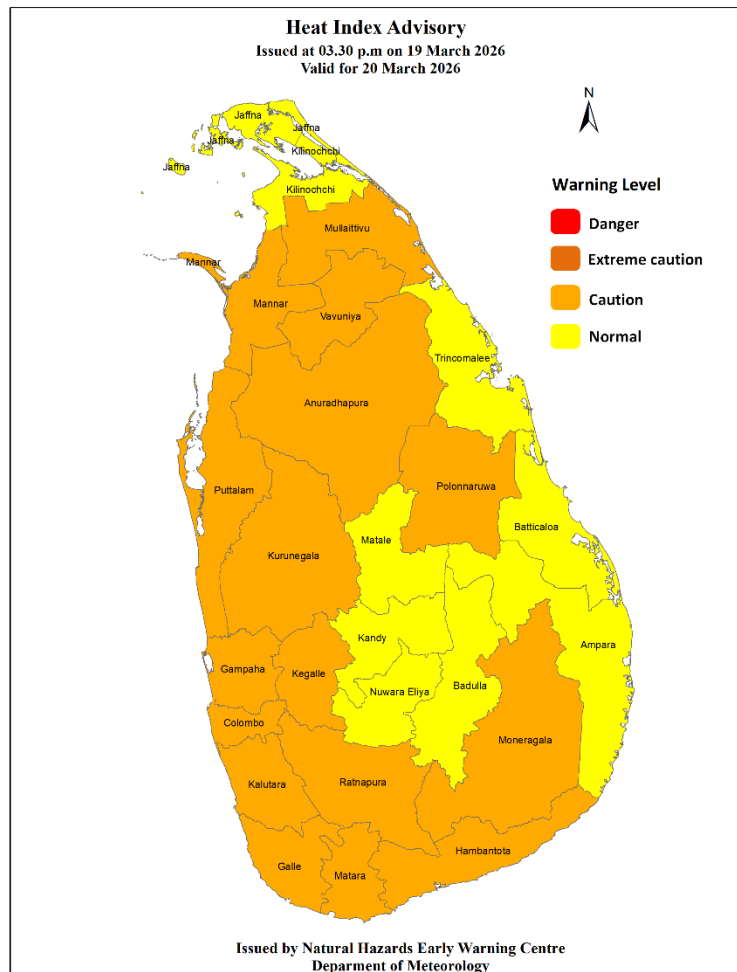 Heat Index Advisory
Issued at 03.30 p.m on 19 March 2026
Valid for 20 March 2026
N
Jaffna
Jaffna
Jaffna
Kilinochchi
Jaffna
Kilinochchi
Warning Level
Danger
Extreme caution
Caution
Normal
Mullaittivu
Mannar
Mannar
Vavuniya
Trincomalee
Anuradhapura
Polonnaruwa
Puttalam
Batticaloa
Matale
Kurunegala
Kandy
Ampara
Gampaha
Kegalle
Nuwara Eliya
Badulla
Colombo
Moneragala
Kalutara
Ratnapura
Hambantota
Galle
Matara
Issued by Natural Hazards Early Warning Centre
Deparment of Meteorology